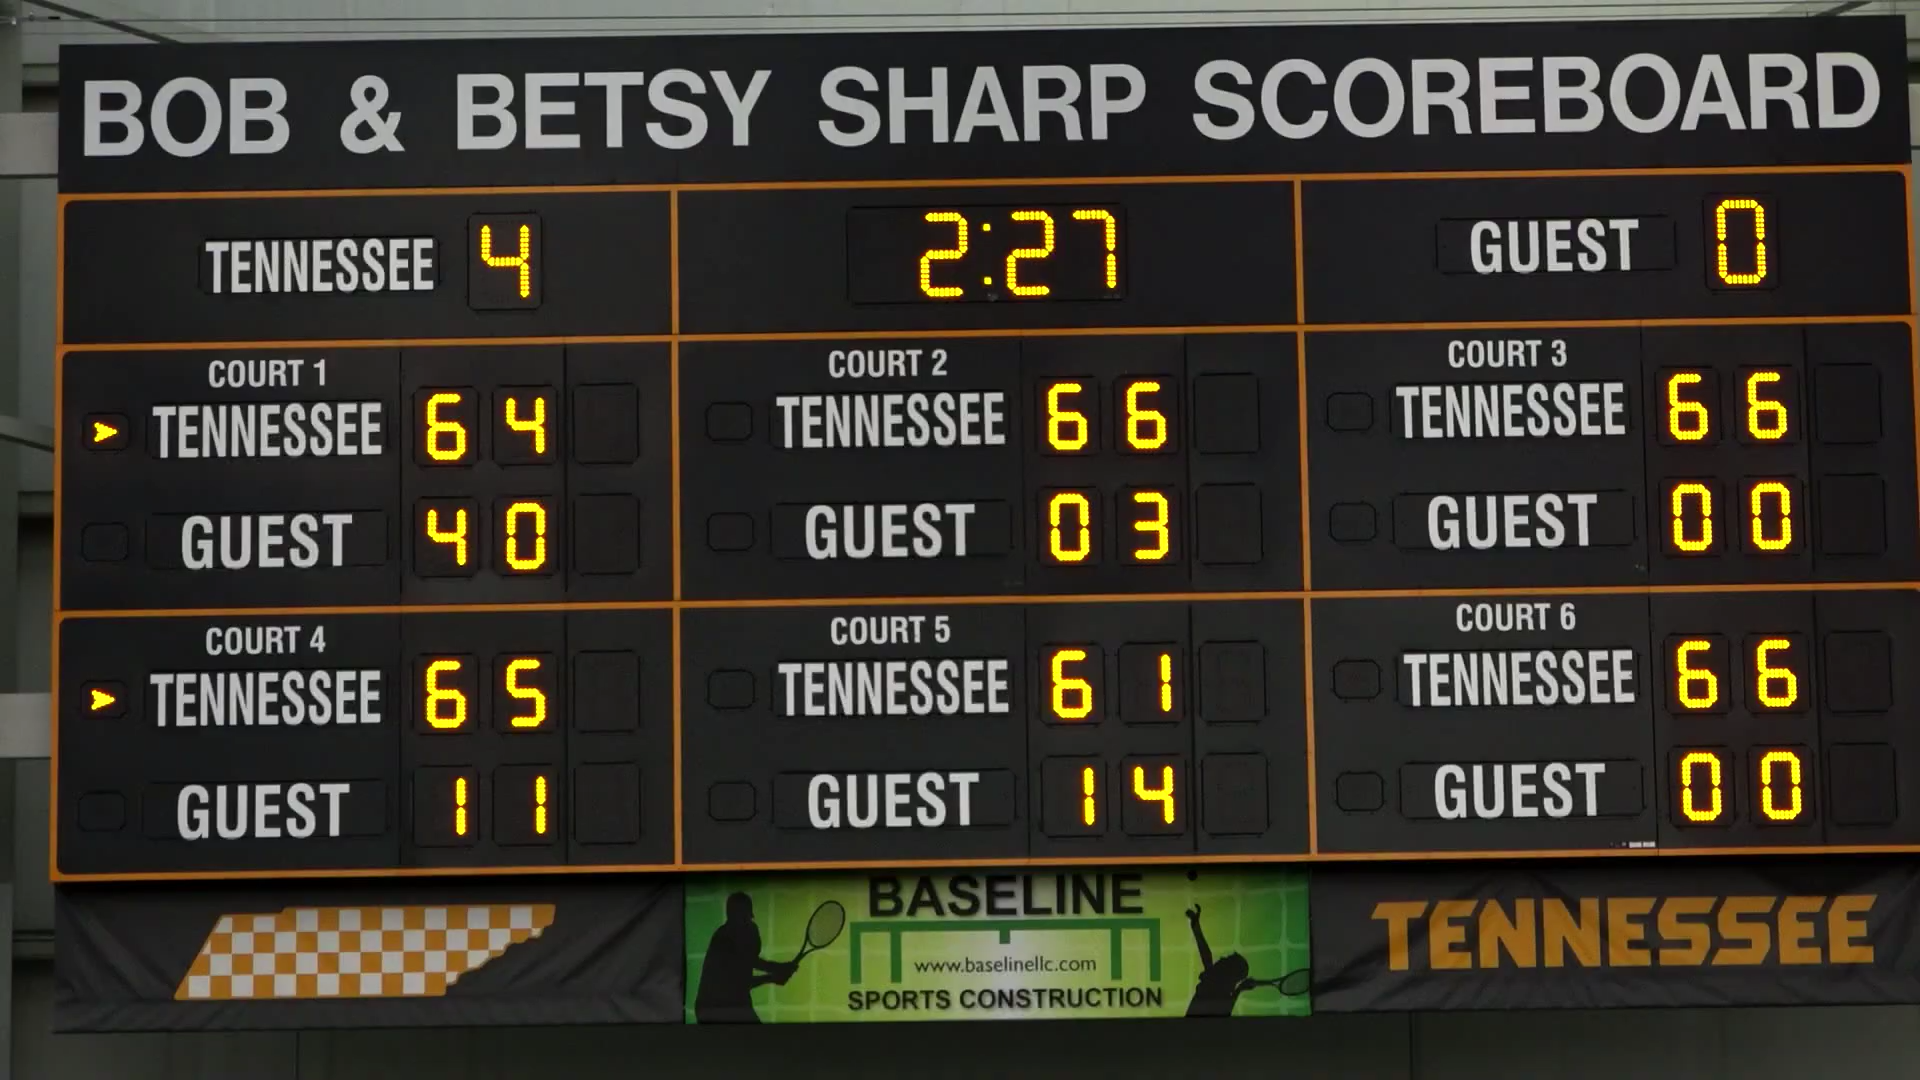 BOB & BETSY SHARP SCOREBOARD
TENNESSEE 4
2:27
GUEST 0
COURT 1
TENNESSEE 6 4
GUEST 4 0
COURT 2
TENNESSEE 6 6
GUEST 0 3
COURT 3
TENNESSEE 6 6
GUEST 0 0
COURT 4
TENNESSEE 6 5
GUEST 1 1
COURT 5
TENNESSEE 6 1
GUEST 1 4
COURT 6
TENNESSEE 6 6
GUEST 0 0
BASELINE
www.baselinellc.com
SPORTS CONSTRUCTION
TENNESSEE